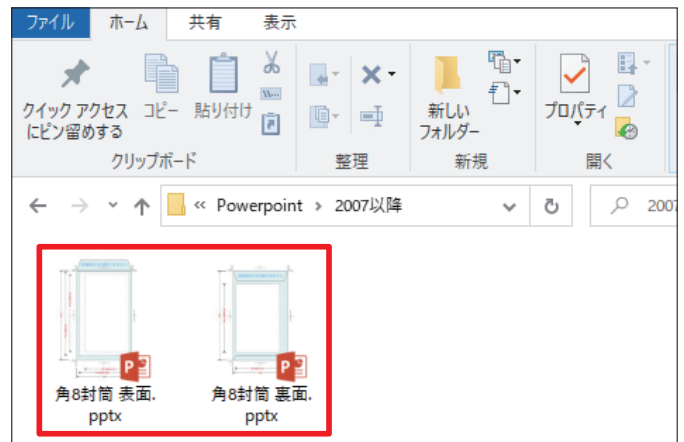 ファイル ホーム 共有 表示
クイック アクセス
にピン留めする
コピー 貼り付け
新しい
フォルダー
プロパティ
クリップボード 整理 新規 開く
« Powerpoint › 2007以降
2007
角8封筒 表面.
pptx
角8封筒 裏面.
pptx